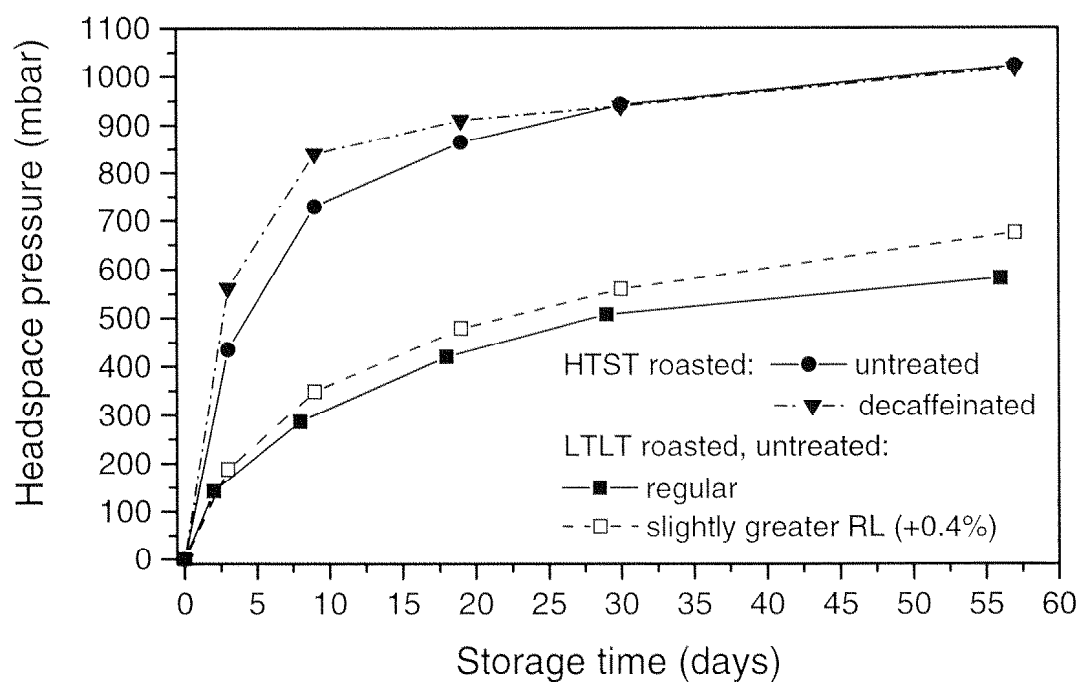 Headspace pressure (mbar)
1100
1000
900
800
700
600
500
400
300
200
100
0
HTST roasted: untreated
decaffeinated
LTLT roasted, untreated:
regular
slightly greater RL (+0.4%)
0 5 10 15 20 25 30 35 40 45 50 55 60
Storage time (days)